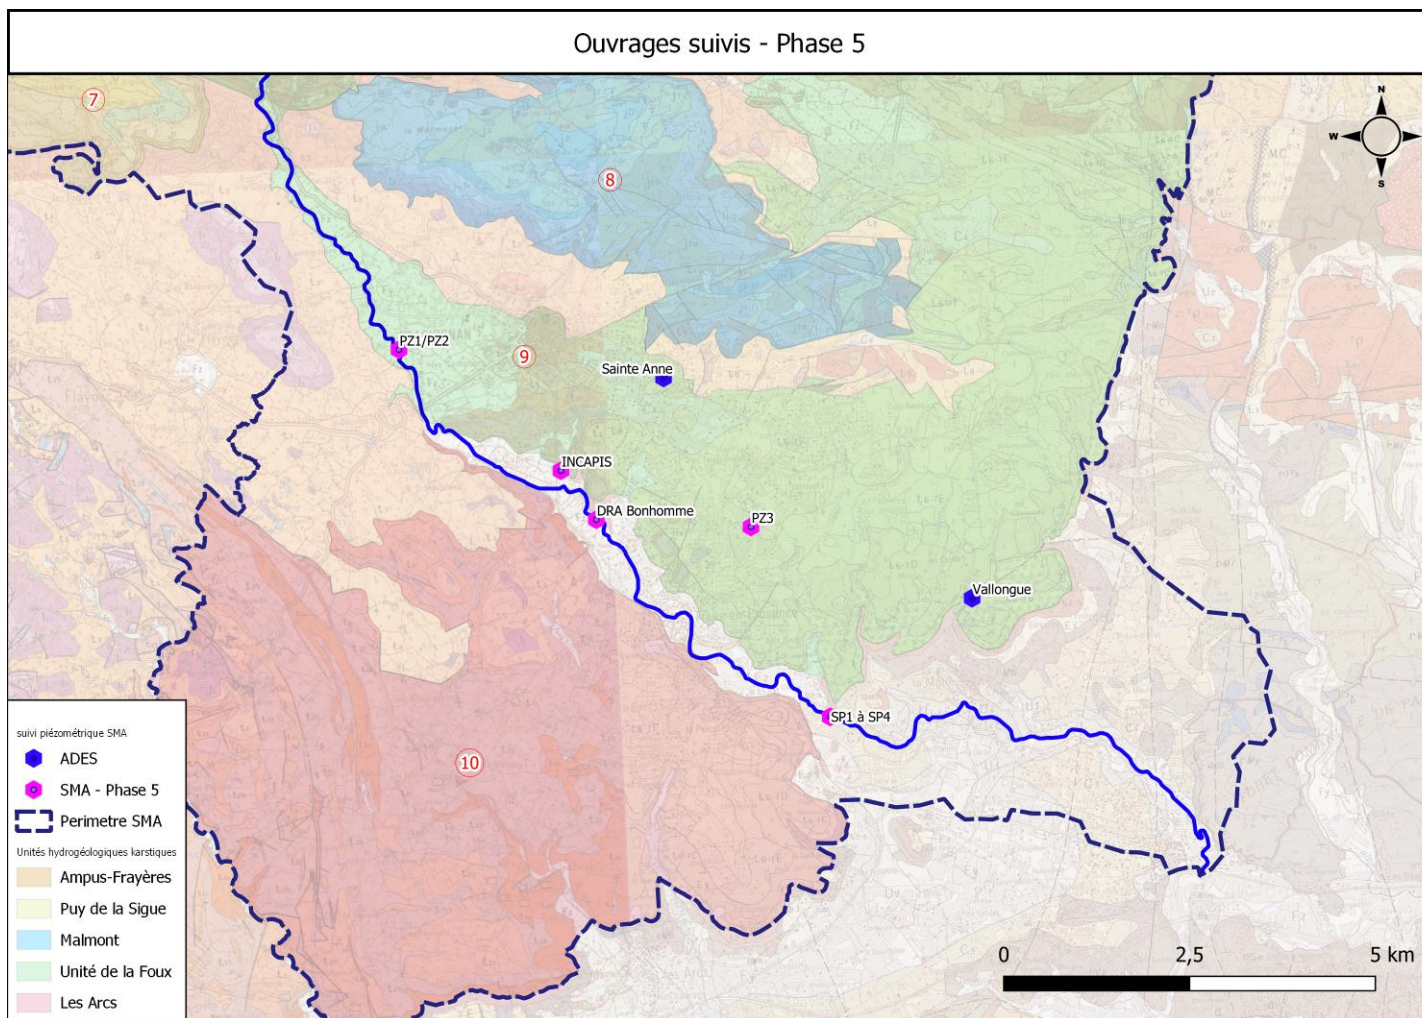 Ouvrages suivis - Phase 5
7
N
W
S
8
PZ1/PZ2
9
Sainte Anne
INCAPIS
DRA Bonhomme
PZ3
Vallongue
SP1 à SP4
10
suivi piézométrique SMA
ADES
SMA - Phase 5
Perimetre SMA
Unités hydrogéologiques karstiques
Ampus-Frayères
Puy de la Sigue
Malmont
Unité de la Foux
Les Arcs
0 2,5 5 km